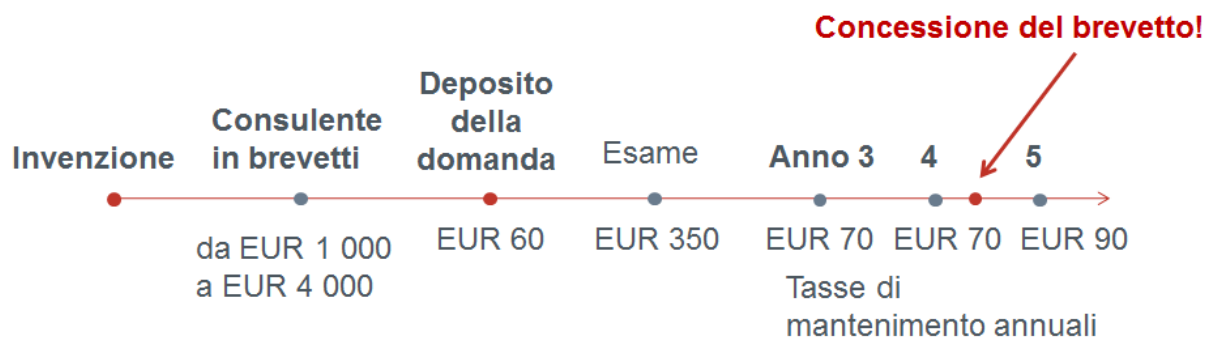 Concessione del brevetto!
Invenzione
Consulente
in brevetti
Deposito
della
domanda
Esame
Anno 3
4
5
da EUR 1 000
a EUR 4 000
EUR 60
EUR 350
EUR 70
EUR 70
EUR 90
Tasse di
mantenimento annuali